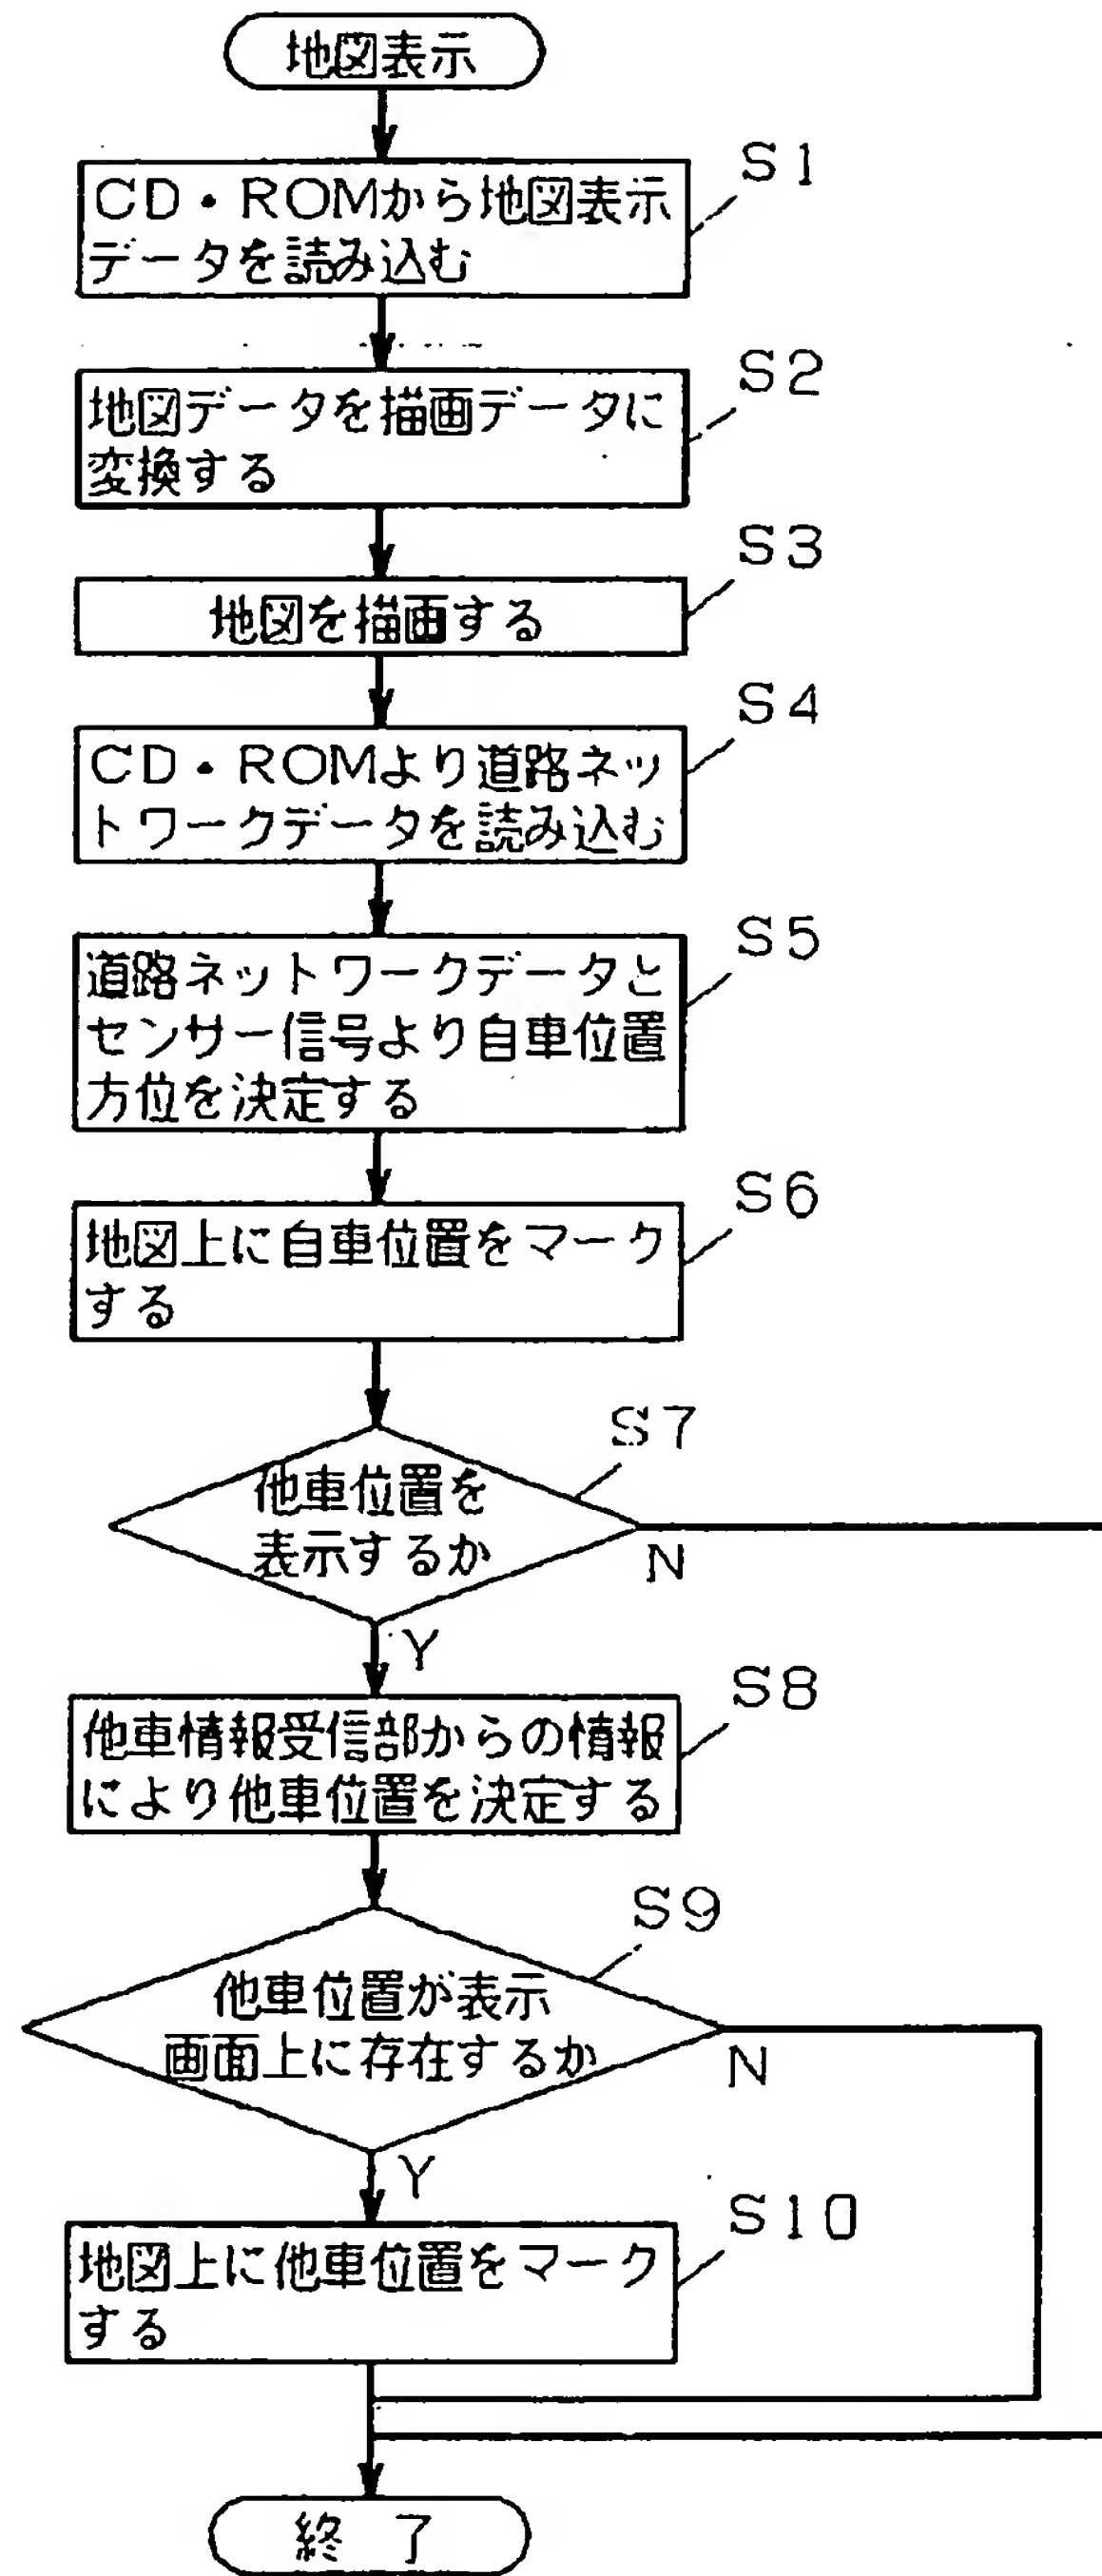 地図表示
S1
CD・ROMから地図表示
データを読み込む
S2
地図データを描画データに
変換する
S3
地図を描画する
S4
CD・ROMより道路ネッ
トワークデータを読み込む
S5
道路ネットワークデータと
センサー信号より自車位置
方位を決定する
S6
地図上に自車位置をマーク
する
S7
他車位置を
表示するか
N
Y
S8
他車情報受信部からの情報
により他車位置を決定する
S9
他車位置が表示
画面上に存在するか
N
Y
S10
地図上に他車位置をマーク
する
終 了